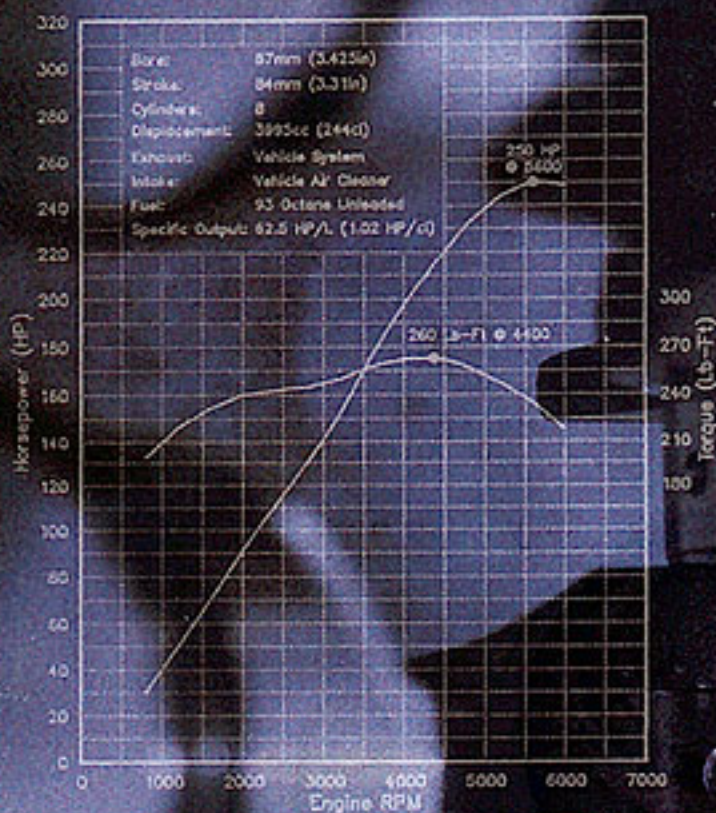 320
300
280
260
240
220
200
180
160
140
120
100
80
60
40
20
0
Horsepower (HP)
Bore: 87mm (3.425in)
Stroke: 84mm (3.31in)
Cylinders: 8
Displacement: 3995cc (244ci)
Exhaust: Vehicle System
Intake: Vehicle Air Cleaner
Fuel: 93 Octane Unleaded
Specific Output: 62.5 HP/L (1.02 HP/ci)
250 HP
@ 5600
260 Lb-Ft @ 4400
300
270
240
210
180
Torque (Lb-Ft)
0 1000 2000 3000 4000 5000 6000 7000
Engine RPM